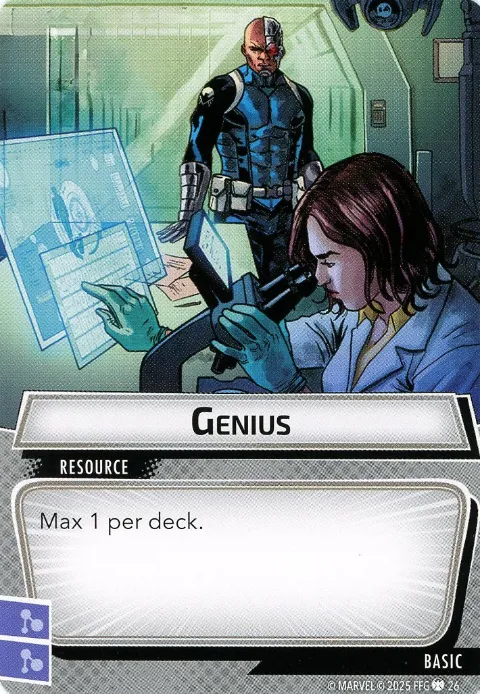 Genius
RESOURCE
Max 1 per deck.
BASIC
© MARVEL © 2025 FFG 26